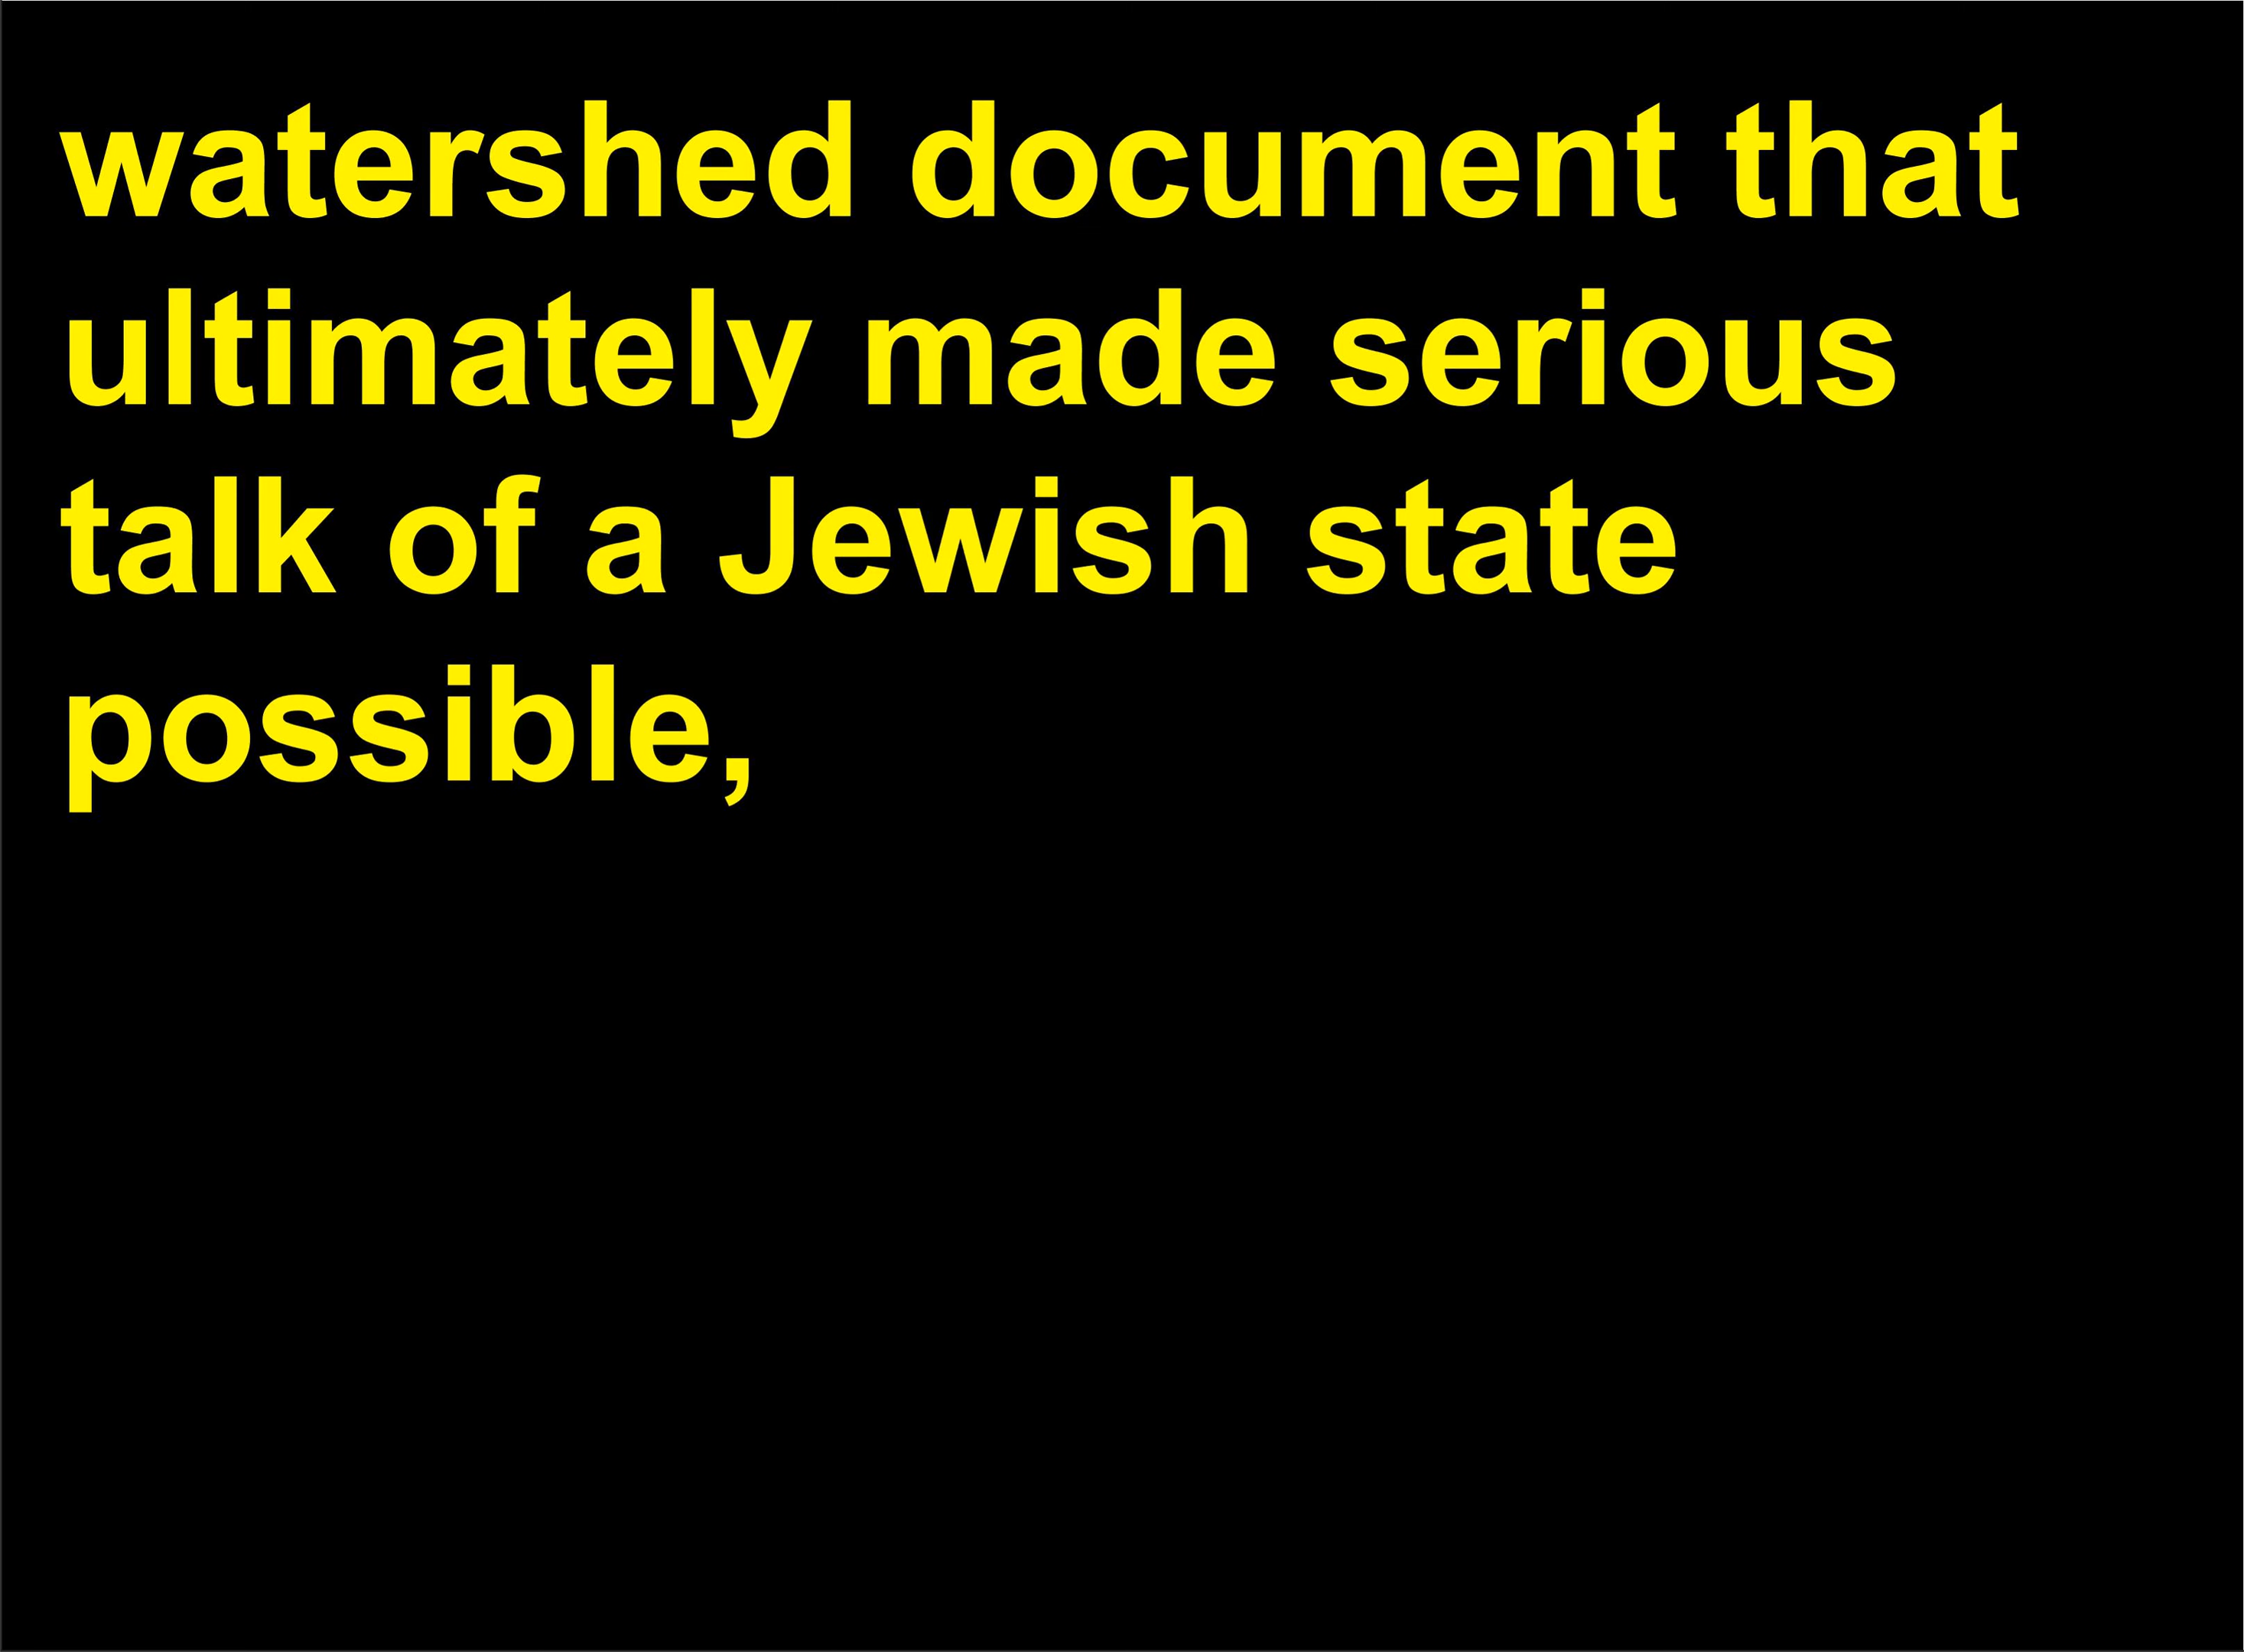 watershed document that
ultimately made serious
talk of a Jewish state
possible,